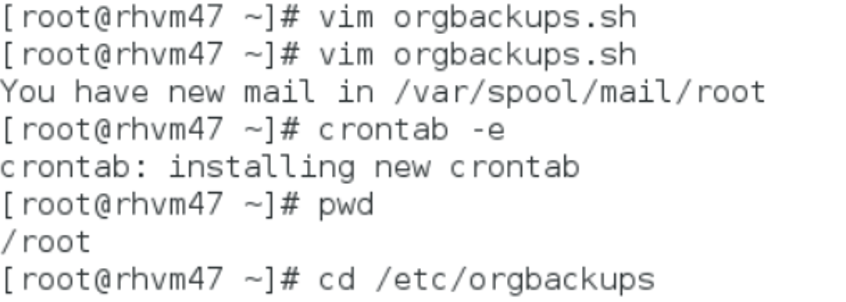 [root@rhvm47 ~]# vim orgbackups.sh
[root@rhvm47 ~]# vim orgbackups.sh
You have new mail in /var/spool/mail/root
[root@rhvm47 ~]# crontab -e
crontab: installing new crontab
[root@rhvm47 ~]# pwd
/root
[root@rhvm47 ~]# cd /etc/orgbackups